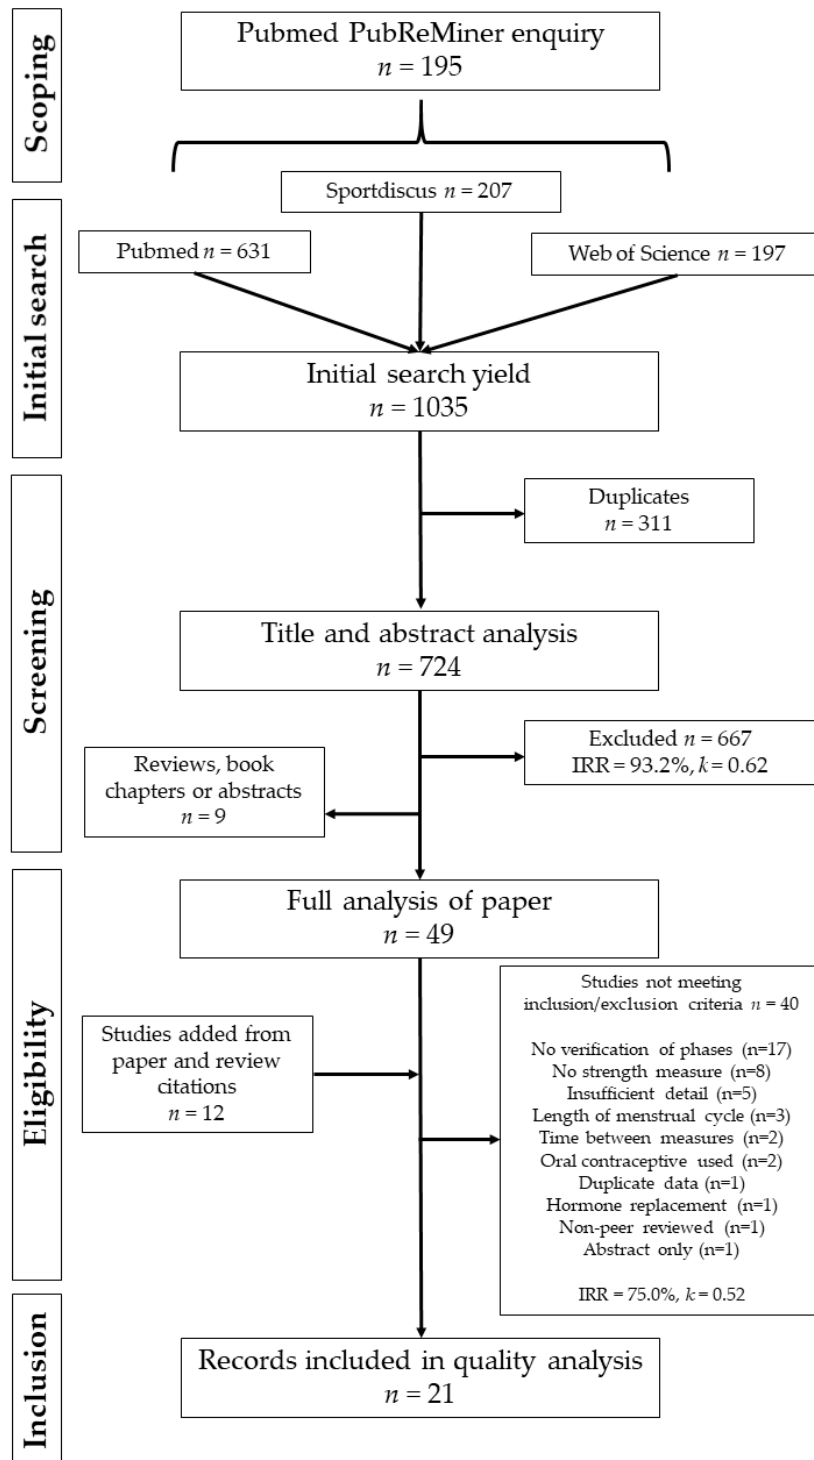 Scoping
Pubmed PubReMiner enquiry
n = 195
Initial search
Sportdiscus n = 207
Pubmed n = 631
Web of Science n = 197
Initial search yield
n = 1035
Screening
Duplicates
n = 311
Title and abstract analysis
n = 724
Excluded n = 667
IRR = 93.2%, k = 0.62
Reviews, book
chapters or abstracts
n = 9
Eligibility
Full analysis of paper
n = 49
Studies added from
paper and review
citations
n = 12
Studies not meeting
inclusion/exclusion criteria n = 40
No verification of phases (n=17)
No strength measure (n=8)
Insufficient detail (n=5)
Length of menstrual cycle (n=3)
Time between measures (n=2)
Oral contraceptive used (n=2)
Duplicate data (n=1)
Hormone replacement (n=1)
Non-peer reviewed (n=1)
Abstract only (n=1)
IRR = 75.0%, k = 0.52
Inclusion
Records included in quality analysis
n = 21